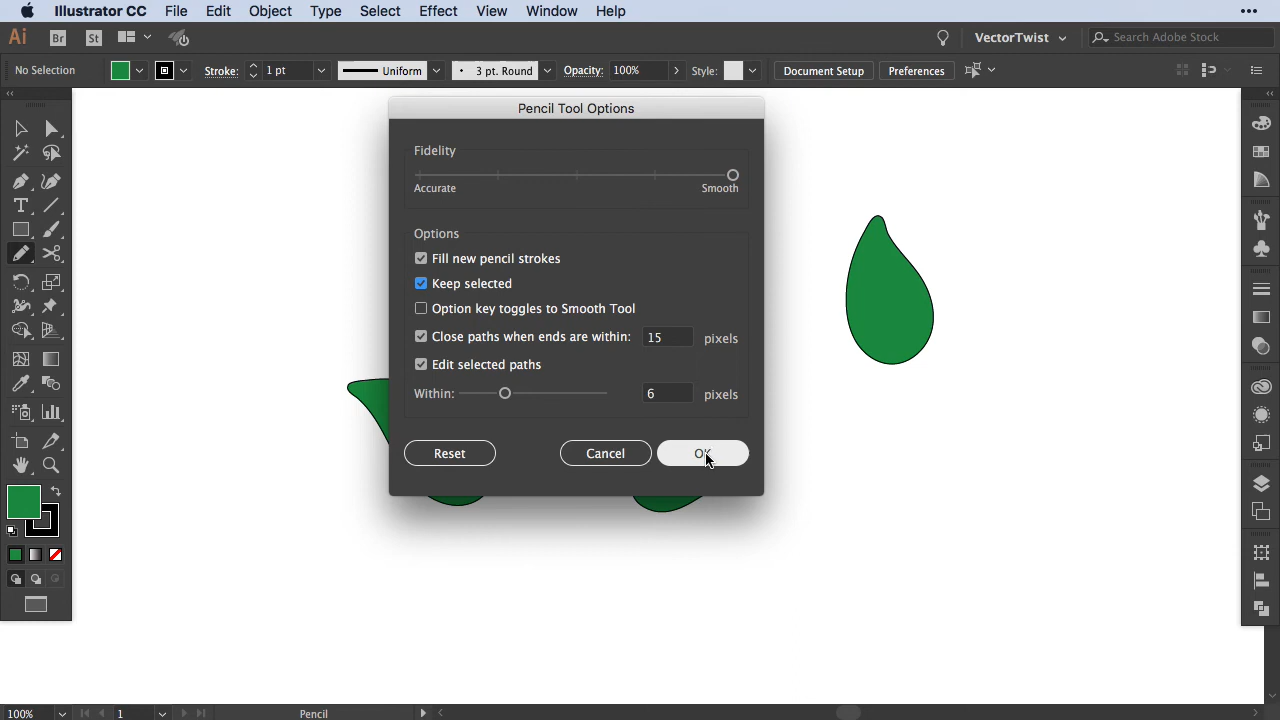 Illustrator CC File Edit Object Type Select Effect View Window Help
Ai Br St VectorTwist Search Adobe Stock
No Selection Stroke: 1 pt Uniform 3 pt. Round Opacity: 100% Style: Document Setup Preferences
Pencil Tool Options
Fidelity
Accurate Smooth
Options
Fill new pencil strokes
Keep selected
Option key toggles to Smooth Tool
Close paths when ends are within: 15 pixels
Edit selected paths
Within: 6 pixels
Reset Cancel OK
100% 1 Pencil